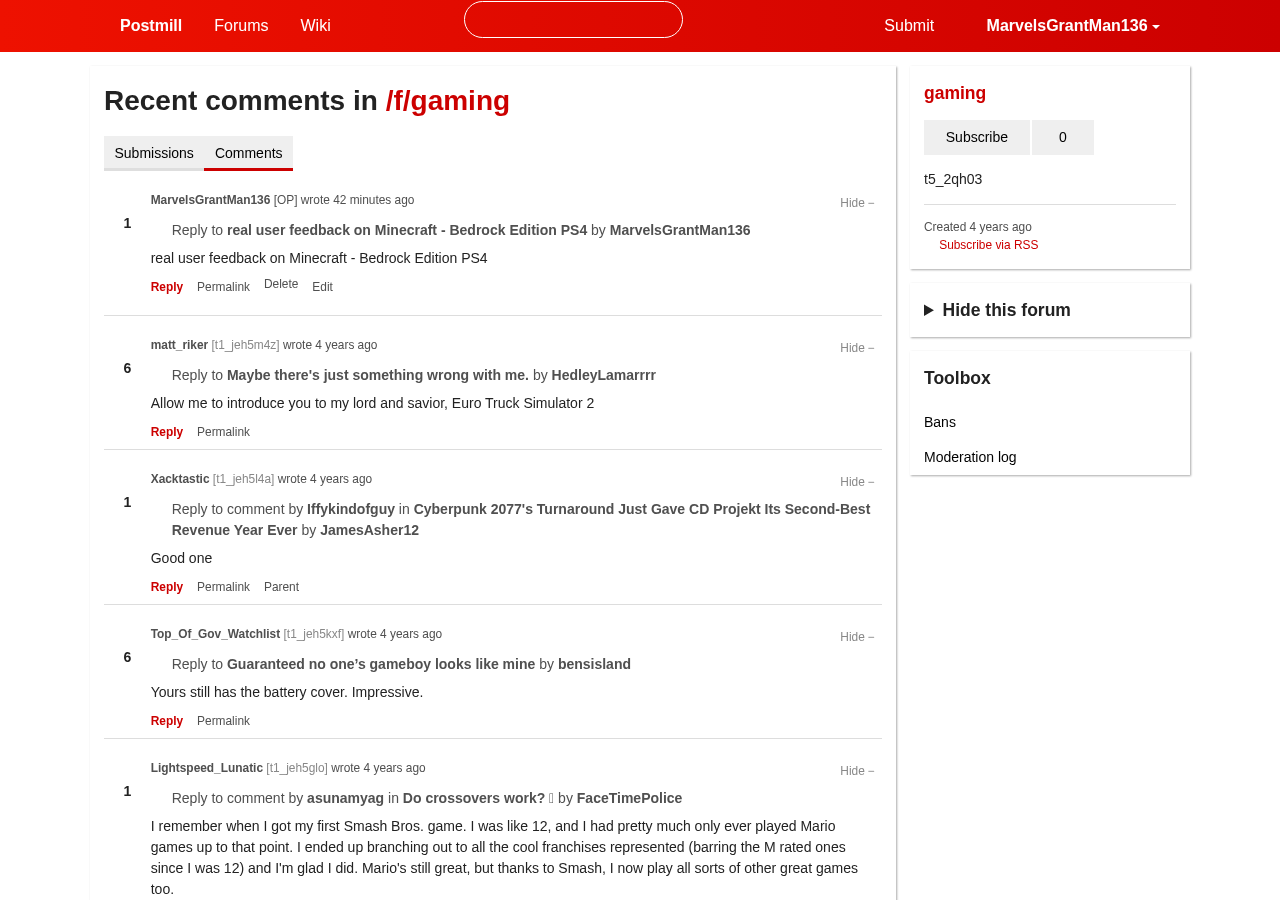 Postmill Forums Wiki Submit MarvelsGrantMan136
Recent comments in /f/gaming
Submissions Comments
MarvelsGrantMan136 [OP] wrote 42 minutes ago
Hide −
1
Reply to real user feedback on Minecraft - Bedrock Edition PS4 by MarvelsGrantMan136
real user feedback on Minecraft - Bedrock Edition PS4
Reply Permalink Delete Edit
matt_riker [t1_jeh5m4z] wrote 4 years ago
Hide −
6
Reply to Maybe there's just something wrong with me. by HedleyLamarrrr
Allow me to introduce you to my lord and savior, Euro Truck Simulator 2
Reply Permalink
Xacktastic [t1_jeh5l4a] wrote 4 years ago
Hide −
1
Reply to comment by Iffykindofguy in Cyberpunk 2077's Turnaround Just Gave CD Projekt Its Second-Best
Revenue Year Ever by JamesAsher12
Good one
Reply Permalink Parent
Top_Of_Gov_Watchlist [t1_jeh5kxf] wrote 4 years ago
Hide −
6
Reply to Guaranteed no one’s gameboy looks like mine by bensisland
Yours still has the battery cover. Impressive.
Reply Permalink
Lightspeed_Lunatic [t1_jeh5glo] wrote 4 years ago
Hide −
1
Reply to comment by asunamyag in Do crossovers work? by FaceTimePolice
I remember when I got my first Smash Bros. game. I was like 12, and I had pretty much only ever played Mario
games up to that point. I ended up branching out to all the cool franchises represented (barring the M rated ones
since I was 12) and I'm glad I did. Mario's still great, but thanks to Smash, I now play all sorts of other great games
too.
gaming
Subscribe 0
t5_2qh03
Created 4 years ago
Subscribe via RSS
Hide this forum
Toolbox
Bans
Moderation log